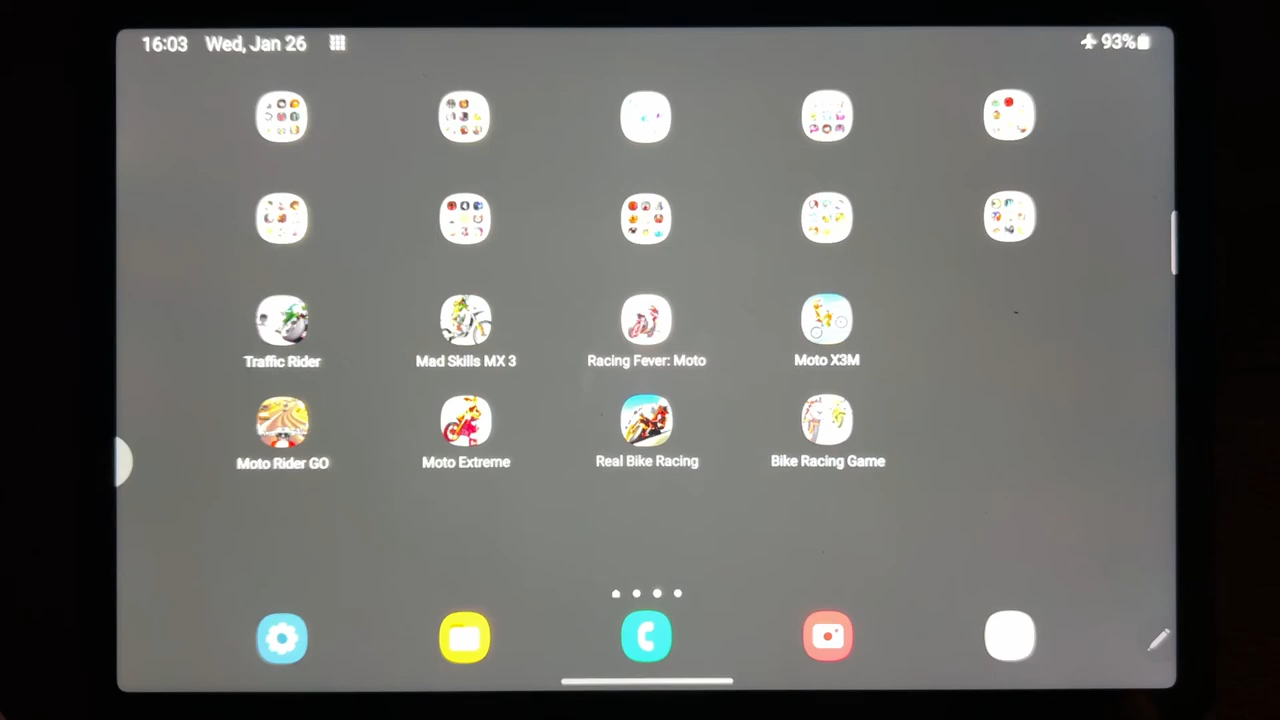 16:03 Wed, Jan 26 93%
Traffic Rider Mad Skills MX 3 Racing Fever: Moto Moto X3M
Moto Rider GO Moto Extreme Real Bike Racing Bike Racing Game